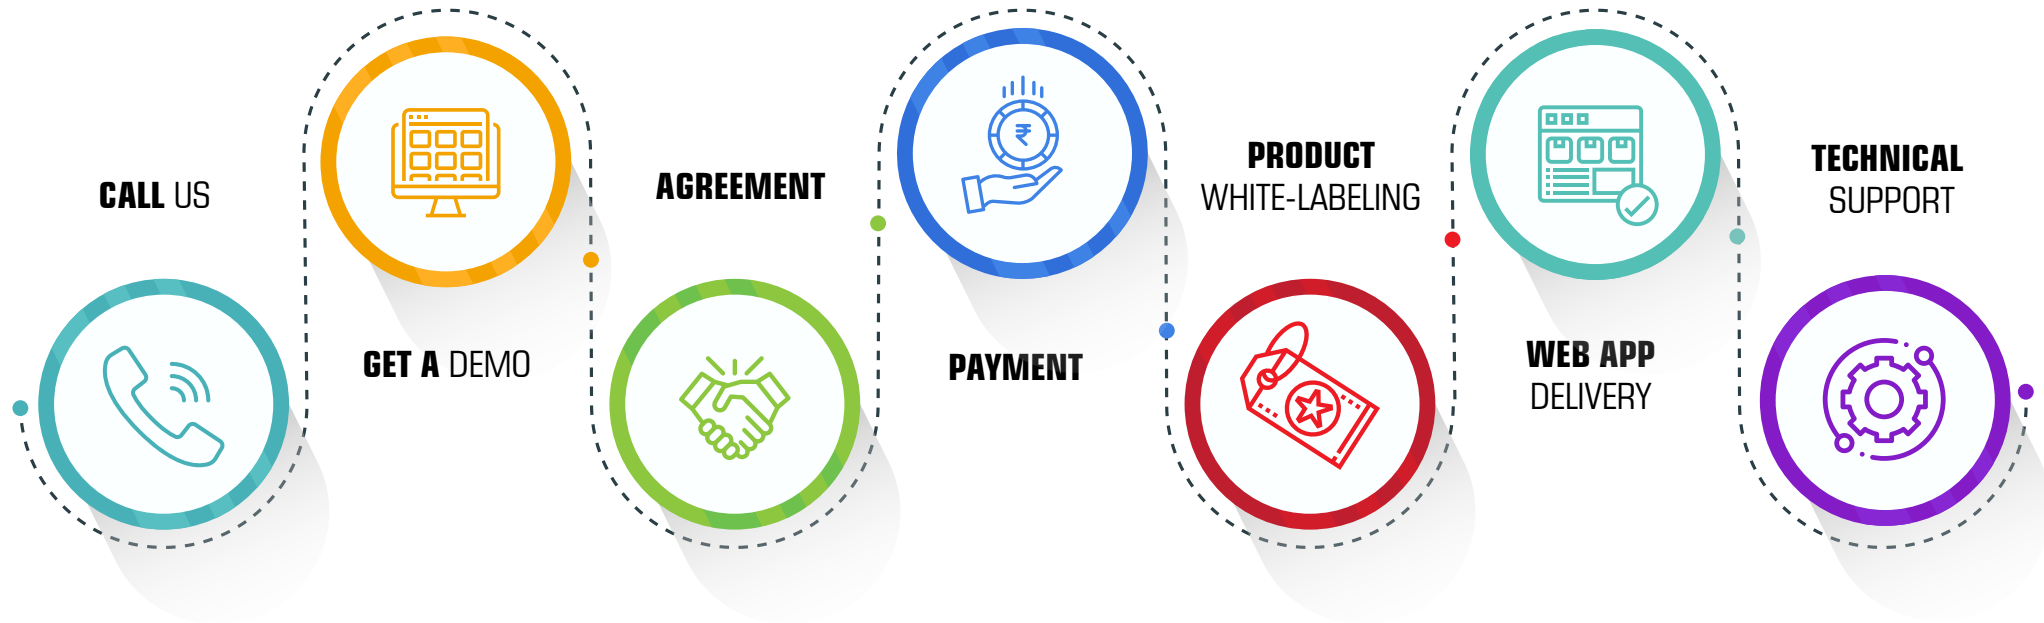 CALL US
GET A DEMO
AGREEMENT
₹
PAYMENT
PRODUCT
WHITE-LABELING
WEB APP
DELIVERY
TECHNICAL
SUPPORT